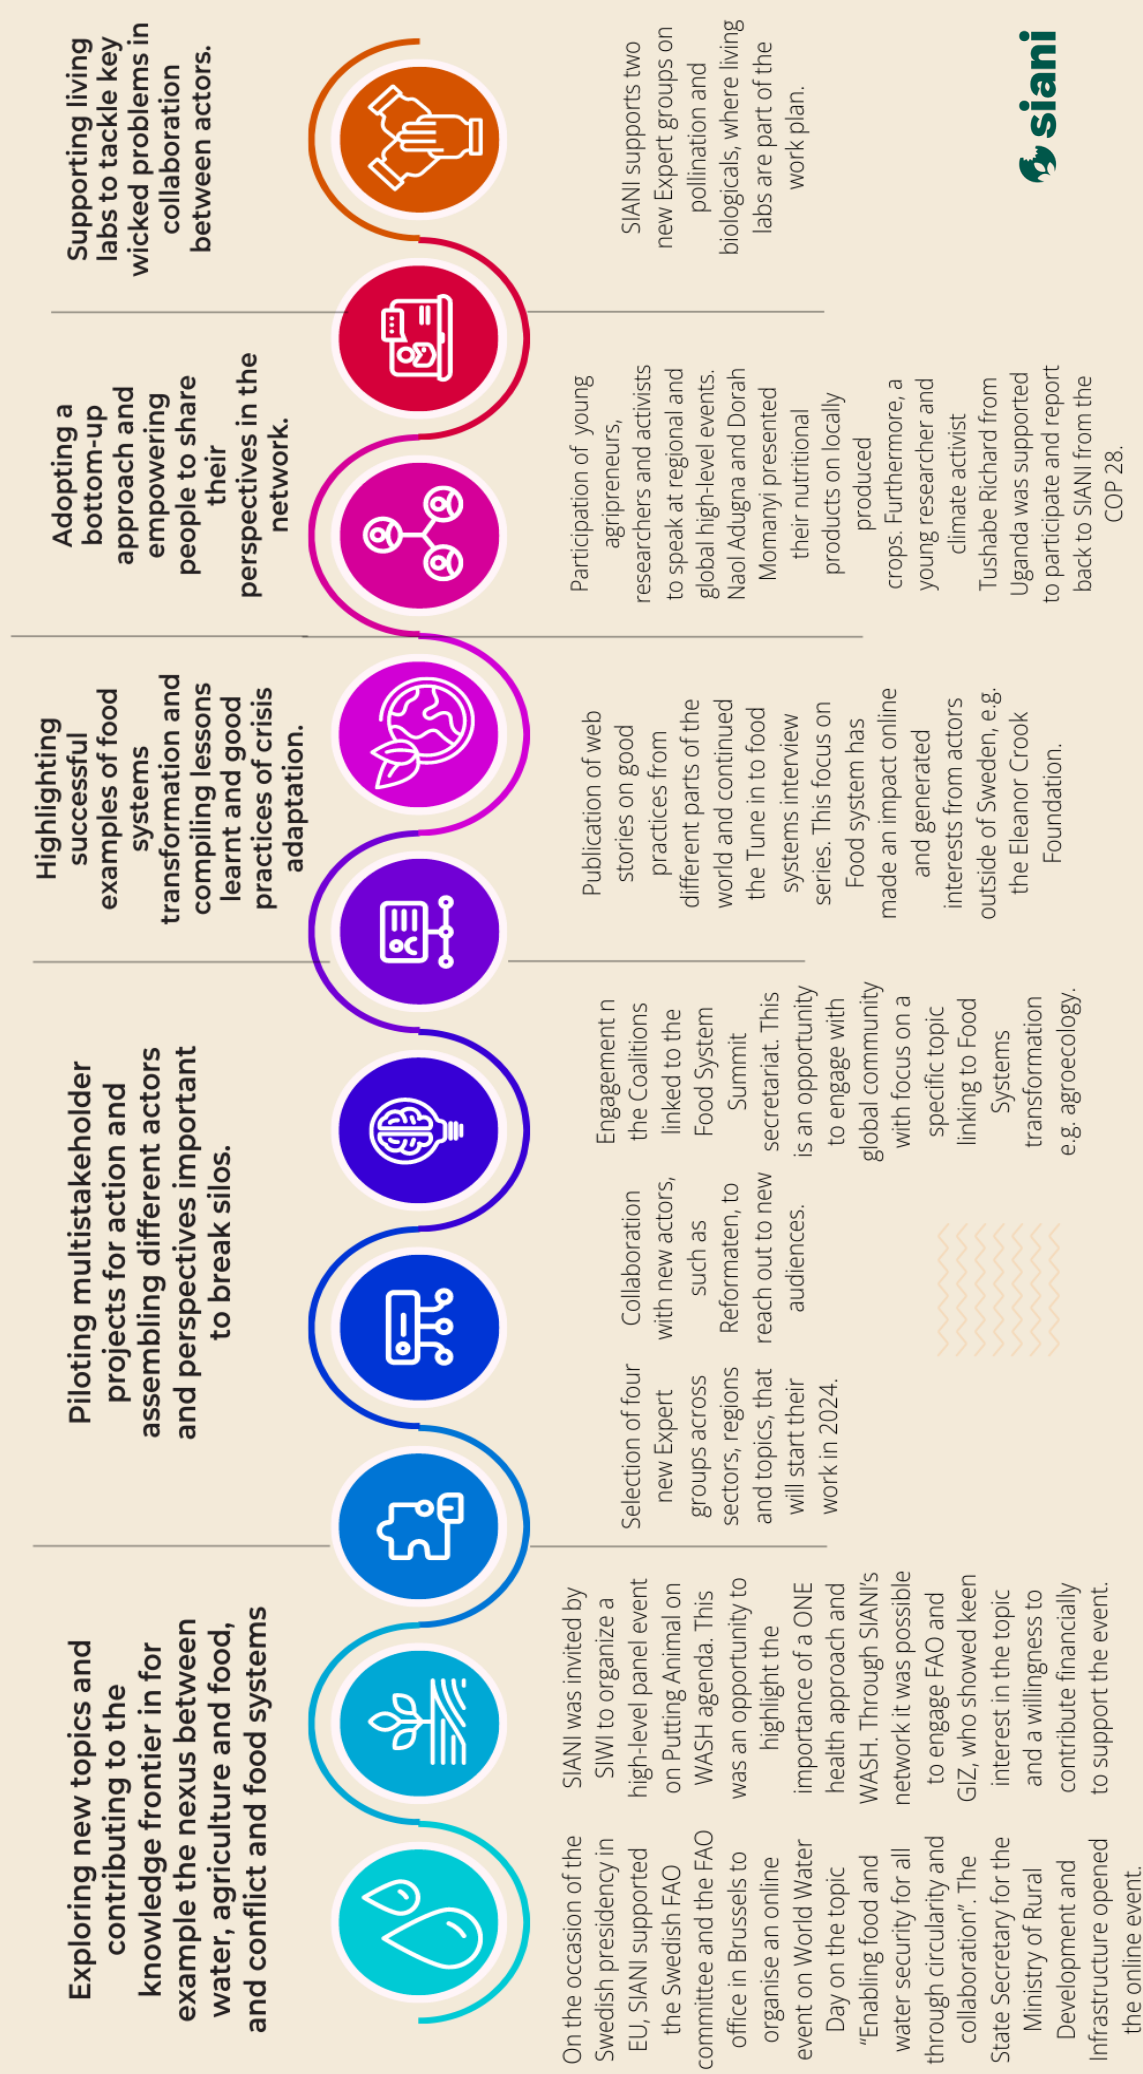 Exploring new topics and
contributing to the
knowledge frontier in for
example the nexus between
water, agriculture and food,
and conflict and food systems
On the occasion of the
Swedish presidency in
EU, SIANI supported
the Swedish FAO
committee and the FAO
office in Brussels to
organise an online
event on World Water
Day on the topic
“Enabling food and
water security for all
through circularity and
collaboration”. The
State Secretary for the
Ministry of Rural
Development and
Infrastructure opened
the online event.
SIANI was invited by
SIWI to organize a
high-level panel event
on Putting Animal on
WASH agenda. This
was an opportunity to
highlight the
importance of a ONE
health approach and
WASH. Through SIANI’s
network it was possible
to engage FAO and
GIZ, who showed keen
interest in the topic
and a willingness to
contribute financially
to support the event.
Piloting multistakeholder
projects for action and
assembling different actors
and perspectives important
to break silos.
Selection of four
new Expert
groups across
sectors, regions
and topics, that
will start their
work in 2024.
Collaboration
with new actors,
such as
Reformaten, to
reach out to new
audiences.
Engagement n
the Coalitions
linked to the
Food System
Summit
secretariat. This
is an opportunity
to engage with
global community
with focus on a
specific topic
linking to Food
Systems
transformation
e.g. agroecology.
Highlighting
successful
examples of food
systems
transformation and
compiling lessons
learnt and good
practices of crisis
adaptation.
Publication of web
stories on good
practices from
different parts of the
world and continued
the Tune in to food
systems interview
series. This focus on
Food system has
made an impact online
and generated
interests from actors
outside of Sweden, e.g.
the Eleanor Crook
Foundation.
Adopting a
bottom-up
approach and
empowering
people to share
their
perspectives in the
network.
Participation of young
agripreneurs,
researchers and activists
to speak at regional and
global high-level events.
Naol Adugna and Dorah
Momanyi presented
their nutritional
products on locally
produced
crops. Furthermore, a
young researcher and
climate activist
Tushabe Richard from
Uganda was supported
to participate and report
back to SIANI from the
COP 28.
Supporting living
labs to tackle key
wicked problems in
collaboration
between actors.
SIANI supports two
new Expert groups on
pollination and
biologicals, where living
labs are part of the
work plan.
siani